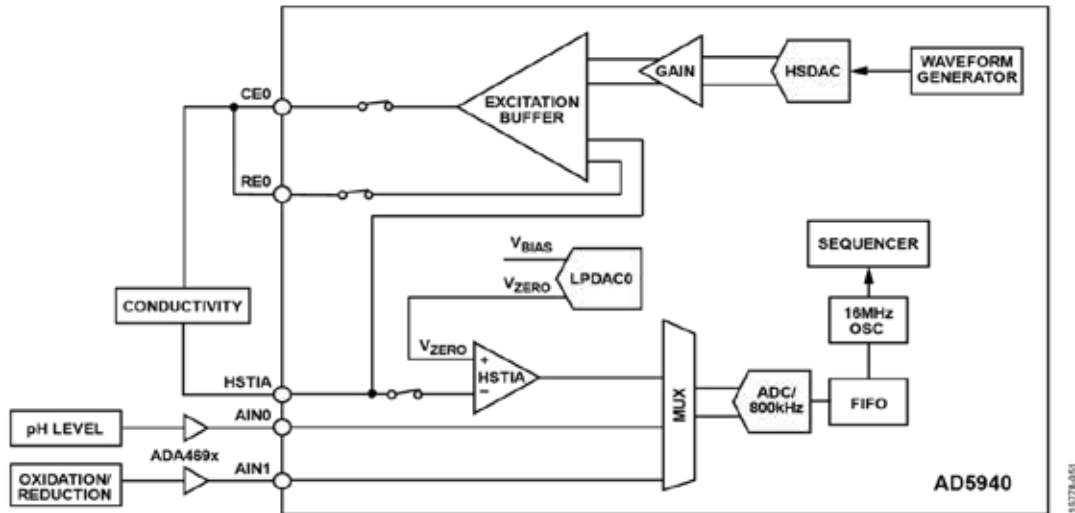 CE0
EXCITATION
BUFFER
GAIN
HSDAC
WAVEFORM
GENERATOR
RE0
VBIAS
VZERO
LPDAC0
SEQUENCER
16MHz
OSC
CONDUCTIVITY
VZERO
+
HSTIA
−
HSTIA
MUX
ADC/
800kHz
FIFO
pH LEVEL
AIN0
ADA469x
OXIDATION/
REDUCTION
AIN1
AD5940